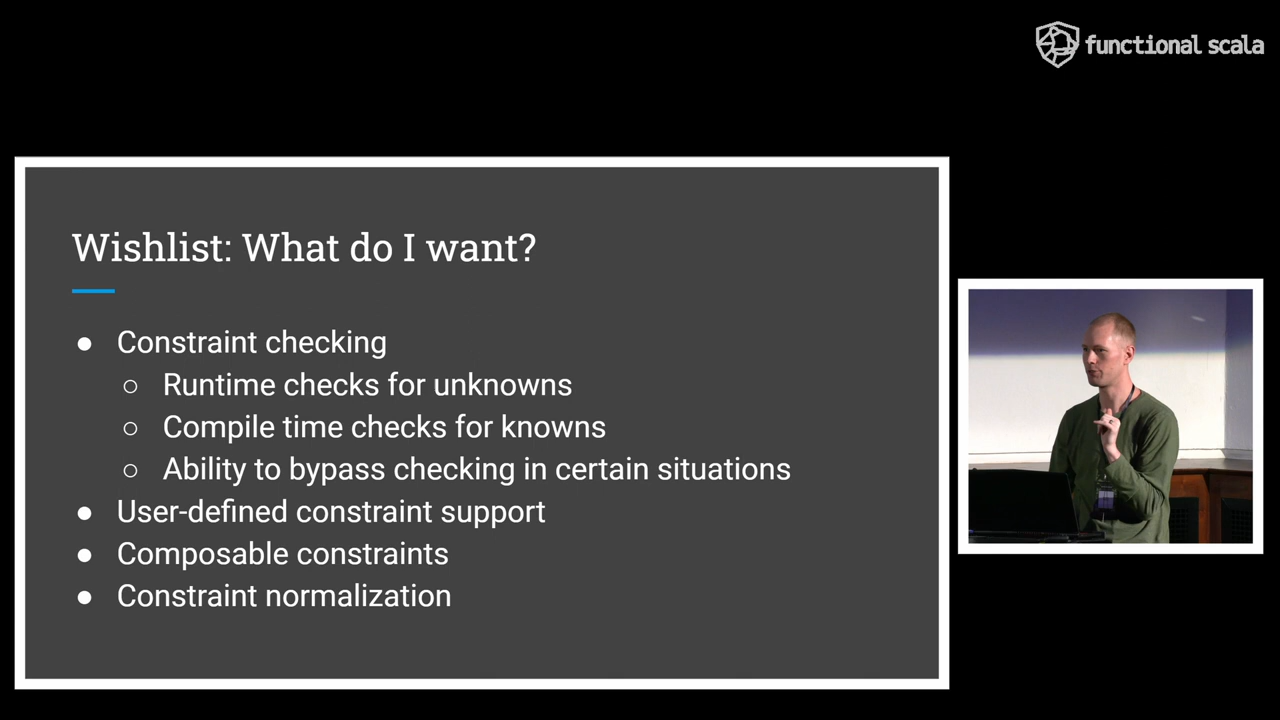 functional scala
Wishlist: What do I want?
● Constraint checking
○ Runtime checks for unknowns
○ Compile time checks for knowns
○ Ability to bypass checking in certain situations
● User-defined constraint support
● Composable constraints
● Constraint normalization